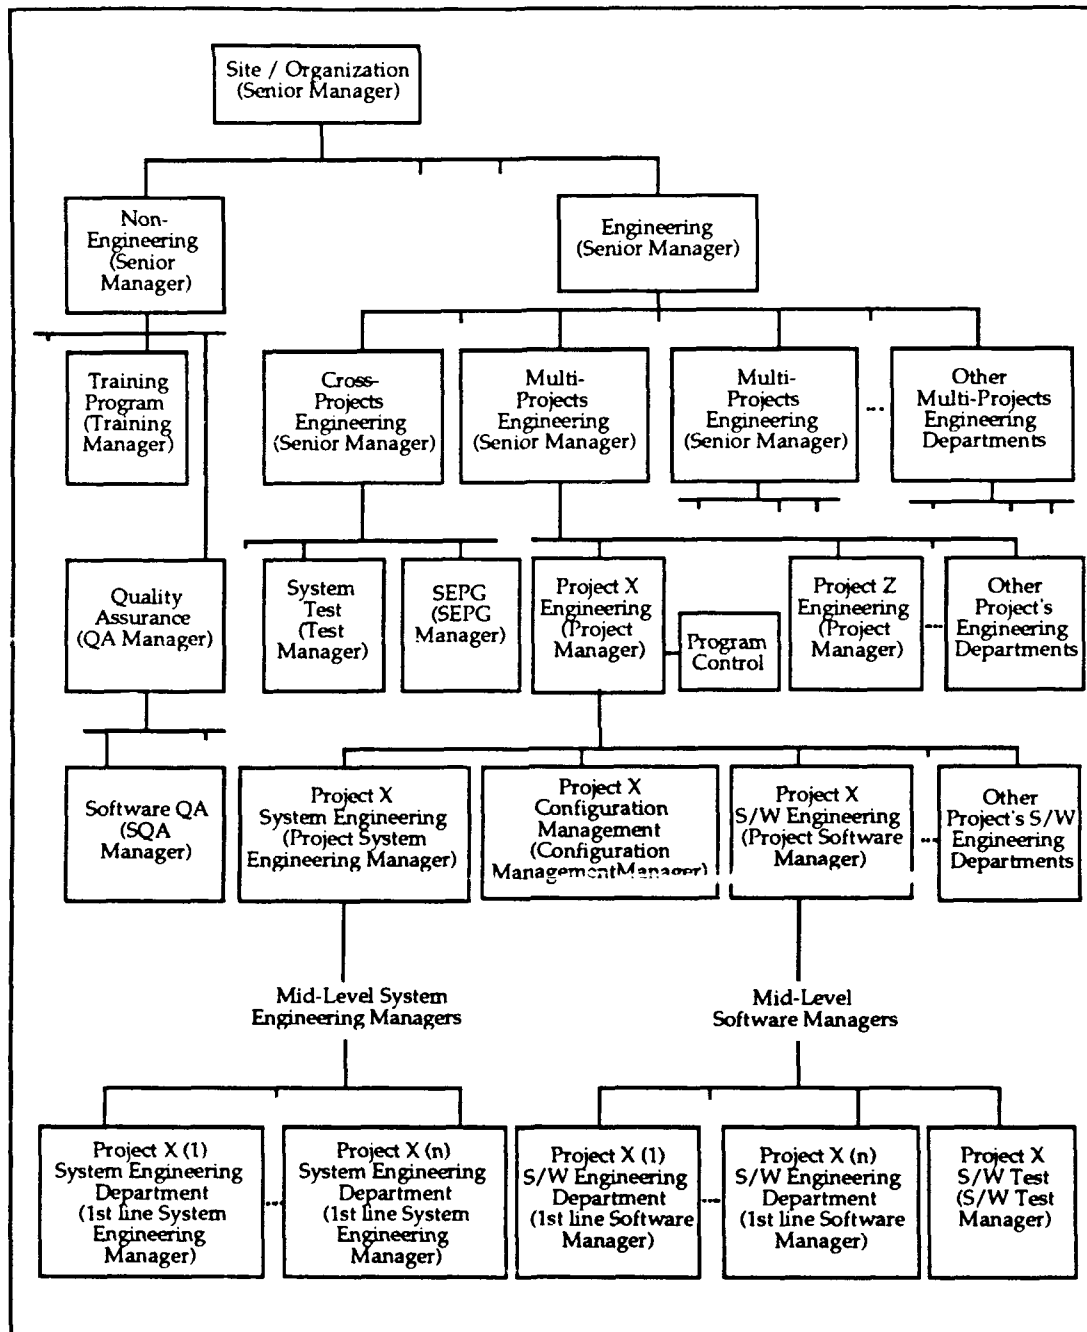 Site / Organization
(Senior Manager)
Non-
Engineering
(Senior
Manager)
Engineering
(Senior Manager)
Training
Program
(Training
Manager)
Cross-
Projects
Engineering
(Senior Manager)
Multi-
Projects
Engineering
(Senior Manager)
Multi-
Projects
Engineering
(Senior Manager)
...
Other
Multi-Projects
Engineering
Departments
Quality
Assurance
(QA Manager)
System
Test
(Test
Manager)
SEPG
(SEPG
Manager)
Project X
Engineering
(Project
Manager)
Program
Control
Project Z
Engineering
(Project
Manager)
...
Other
Project's
Engineering
Departments
Software QA
(SQA
Manager)
Project X
System Engineering
(Project System
Engineering Manager)
Project X
Configuration
Management
(Configuration
ManagementManager)
Project X
S/W Engineering
(Project Software
Manager)
...
Other
Project's S/W
Engineering
Departments
Mid-Level System
Engineering Managers
Mid-Level
Software Managers
Project X (1)
System Engineering
Department
(1st line System
Engineering
Manager)
...
Project X (n)
System Engineering
Department
(1st line System
Engineering
Manager)
Project X (1)
S/W Engineering
Department
(1st line Software
Manager)
...
Project X (n)
S/W Engineering
Department
(1st line Software
Manager)
Project X
S/W Test
(S/W Test
Manager)